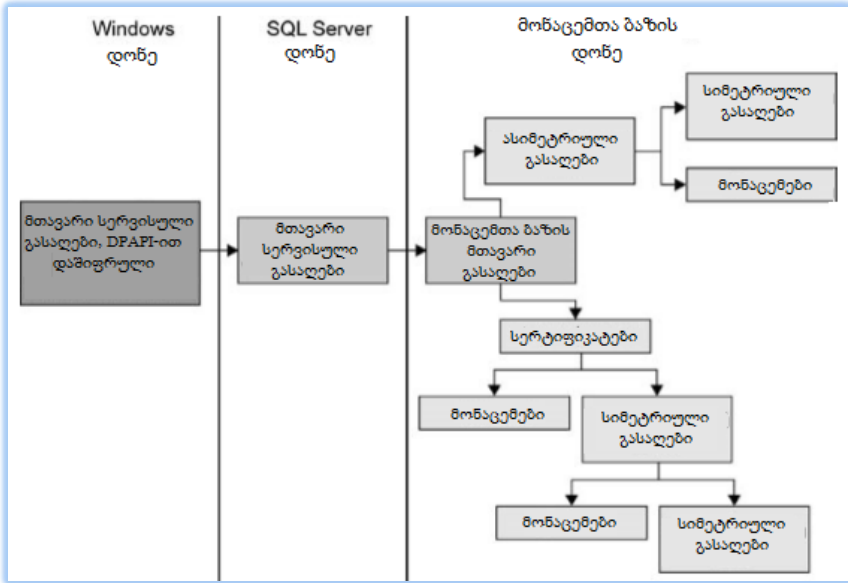 Windows
დონე
SQL Server
დონე
მონაცემთა ბაზის
დონე
სიმეტრიული
გასაღები
ასიმეტრიული
გასაღები
მონაცემები
მთავარი სერვისული
გასაღები, DPAPI-ით
დაშიფრული
მთავარი
სერვისული
გასაღები
მონაცემთა ბაზის
მთავარი
გასაღები
სერტიფიკატები
მონაცემები
სიმეტრიული
გასაღები
მონაცემები
სიმეტრიული
გასაღები